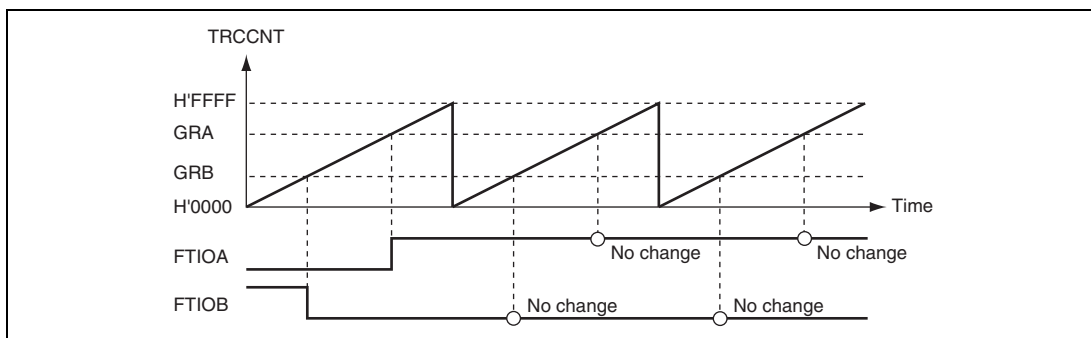 TRCCNT
H'FFFF
GRA
GRB
H'0000
Time
FTIOA
No change
No change
FTIOB
No change
No change